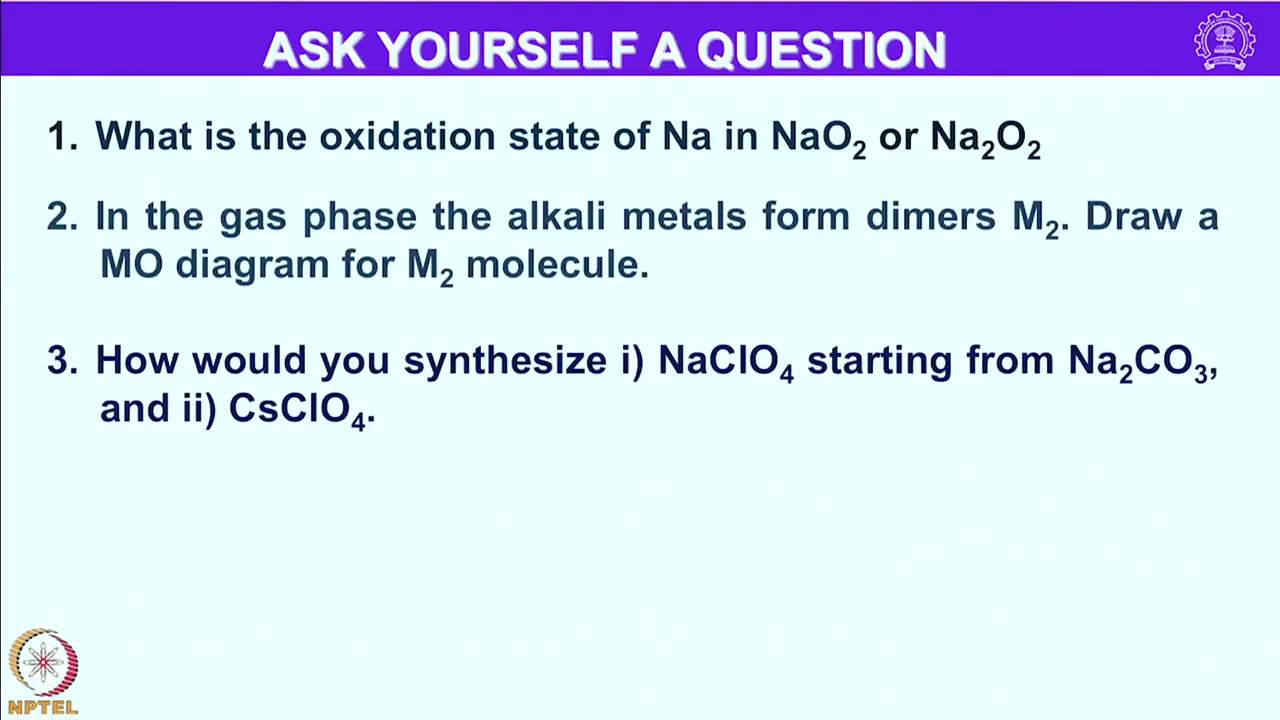 ASK YOURSELF A QUESTION
1. What is the oxidation state of Na in NaO₂ or Na₂O₂
2. In the gas phase the alkali metals form dimers M₂. Draw a
MO diagram for M₂ molecule.
3. How would you synthesize i) NaClO₄ starting from Na₂CO₃,
and ii) CsClO₄.
NPTEL